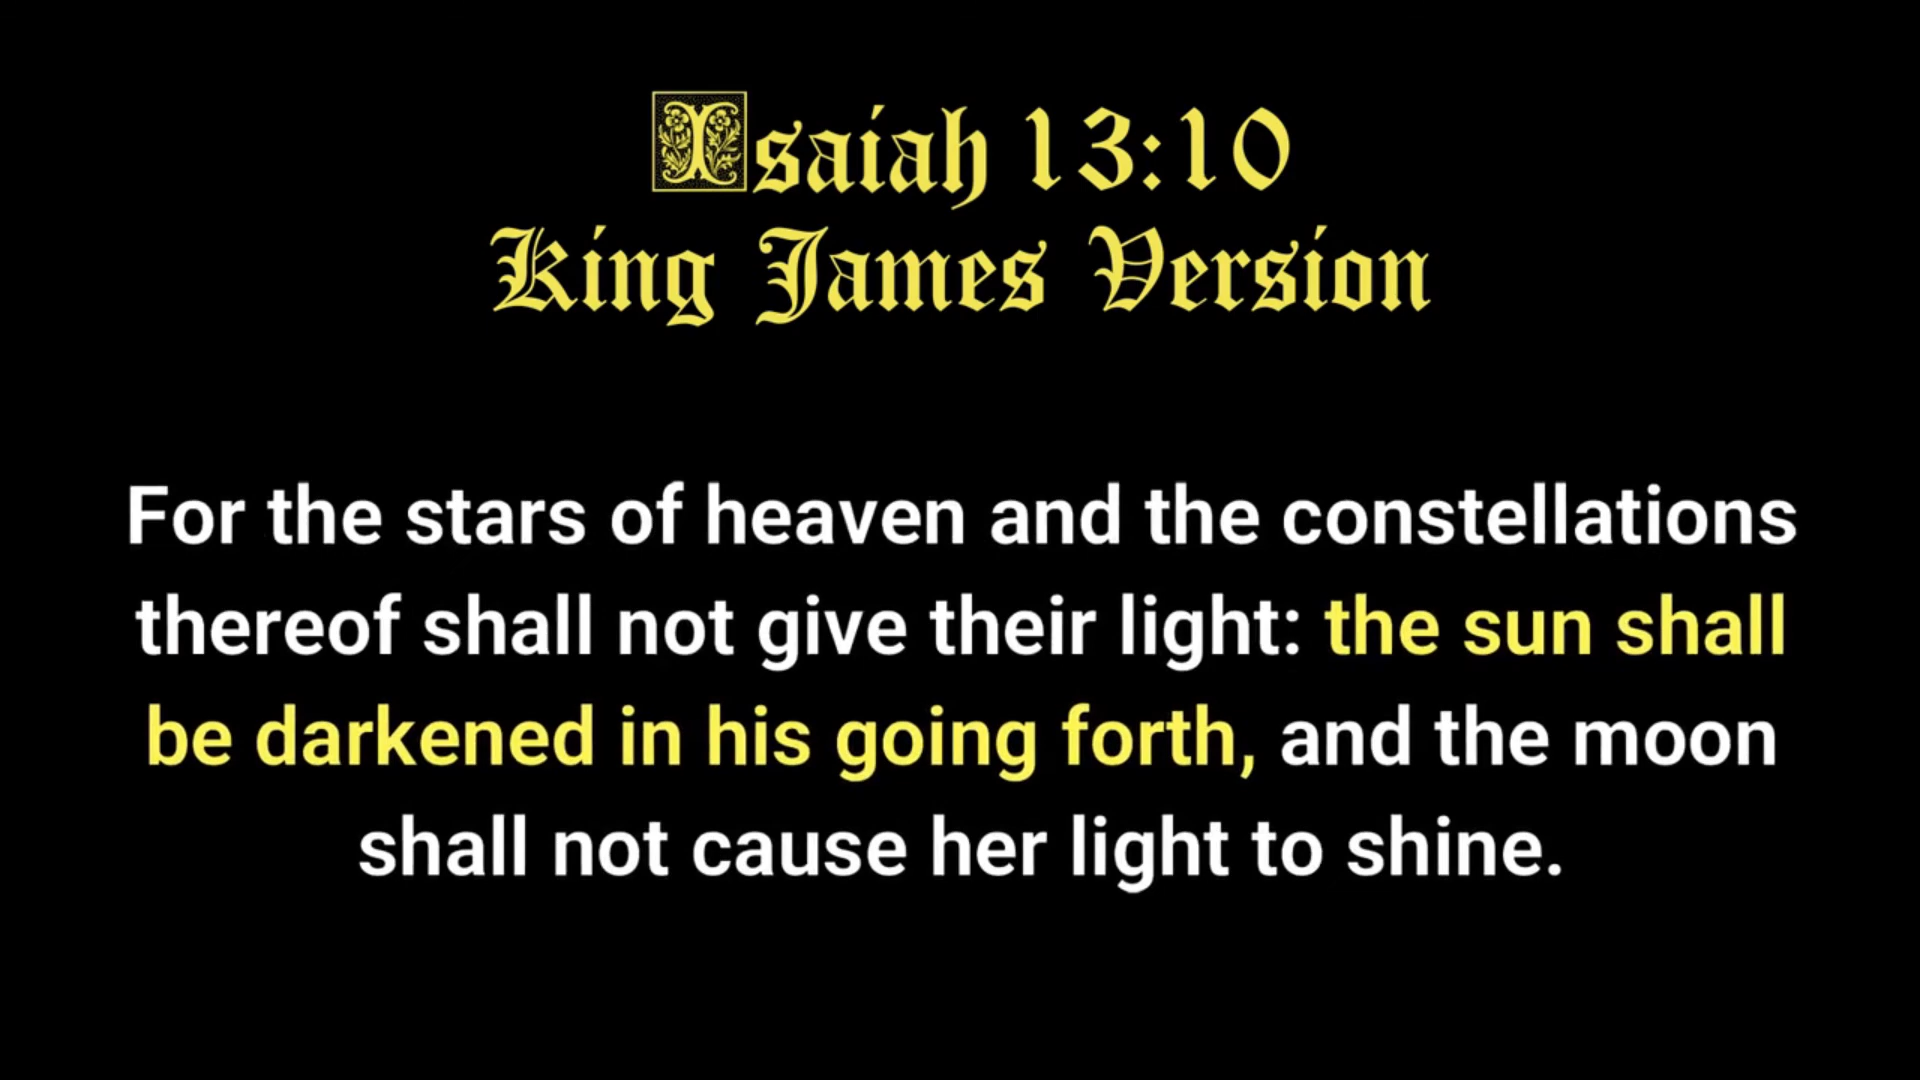 Isaiah 13:10
King James Version
For the stars of heaven and the constellations
thereof shall not give their light: the sun shall
be darkened in his going forth, and the moon
shall not cause her light to shine.